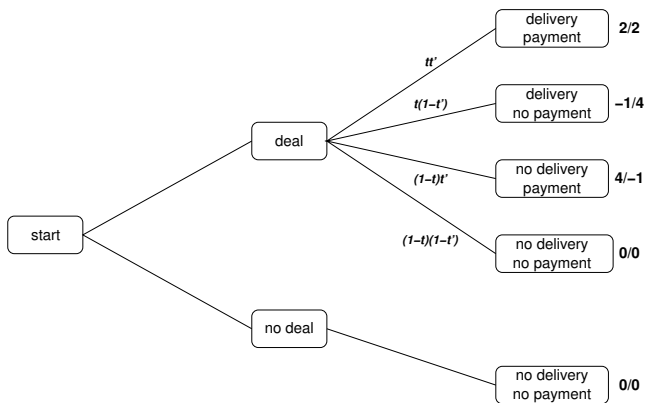 delivery
payment
2/2
tt'
delivery
no payment
−1/4
t(1−t')
deal
(1−t)t'
no delivery
payment
4/−1
start
(1−t)(1−t')
no delivery
no payment
0/0
no deal
no delivery
no payment
0/0